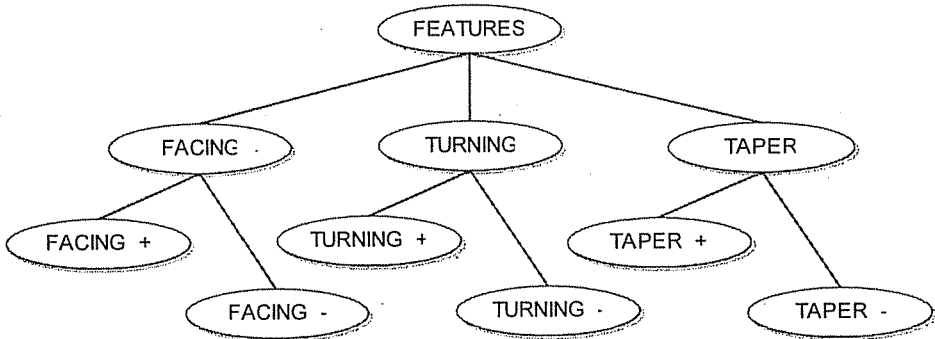 FEATURES
FACING
TURNING
TAPER
FACING +
TURNING +
TAPER +
FACING -
TURNING -
TAPER -